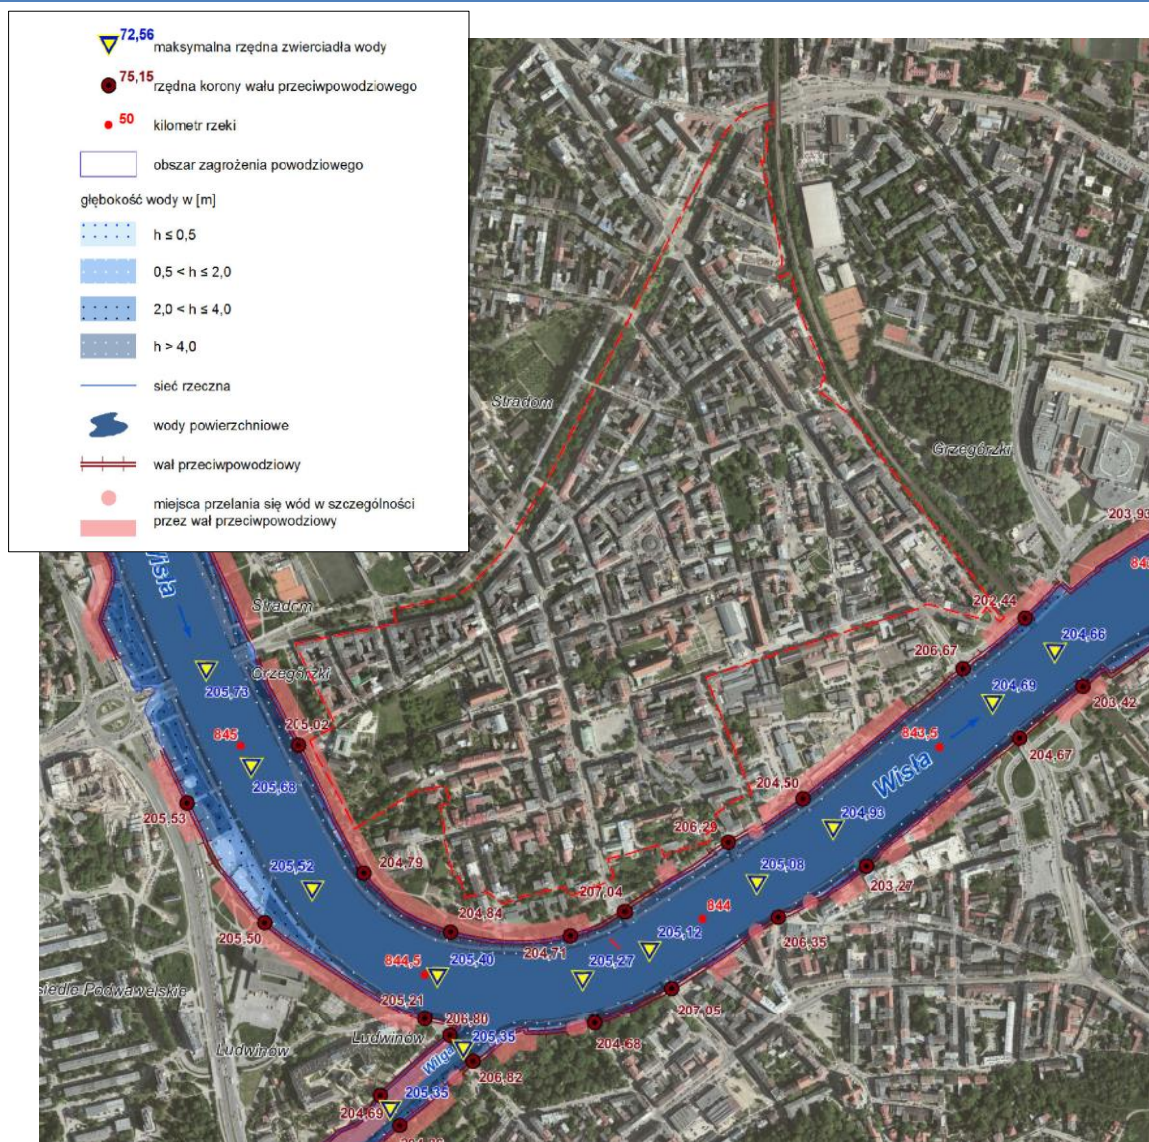 72,56
maksymalna rzędna zwierciadła wody
75,15
rzędna korony wału przeciwpowodziowego
50
kilometr rzeki
obszar zagrożenia powodziowego
głębokość wody w [m]
h ≤ 0,5
0,5 < h ≤ 2,0
2,0 < h ≤ 4,0
h > 4,0
sieć rzeczna
wody powierzchniowe
wał przeciwpowodziowy
miejsca przelania się wód w szczególności
przez wał przeciwpowodziowy
Stradom
Grzegórzki
203,93
Wisła
Stradom
202,44
204,66
Grzegórzki
206,67
205,73
204,69
203,42
845
205,02
843,5
204,67
205,68
Wisła
205,53
204,50
204,93
206,29
205,52
204,79
205,08
203,27
207,04
844
205,50
204,84
205,12
206,35
204,71
844,5
205,40
205,27
siedle Podwawelskie
205,21
207,05
206,80
Ludwinów
205,35
204,68
Ludwinów
Wilga
206,82
205,35
204,69